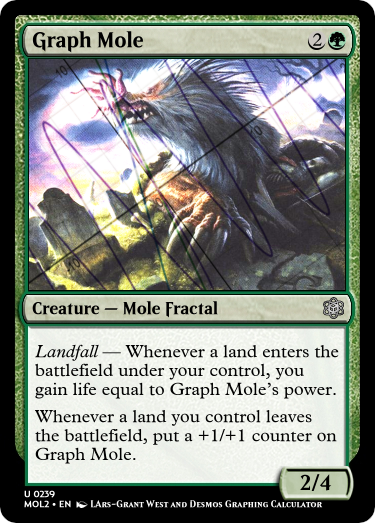 Graph Mole 2
10
10
Creature — Mole Fractal
Landfall — Whenever a land enters the
battlefield under your control, you
gain life equal to Graph Mole's power.
Whenever a land you control leaves
the battlefield, put a +1/+1 counter on
Graph Mole.
2/4
U 0239
MOL2 • EN LArs-Grant West and Desmos Graphing Calculator